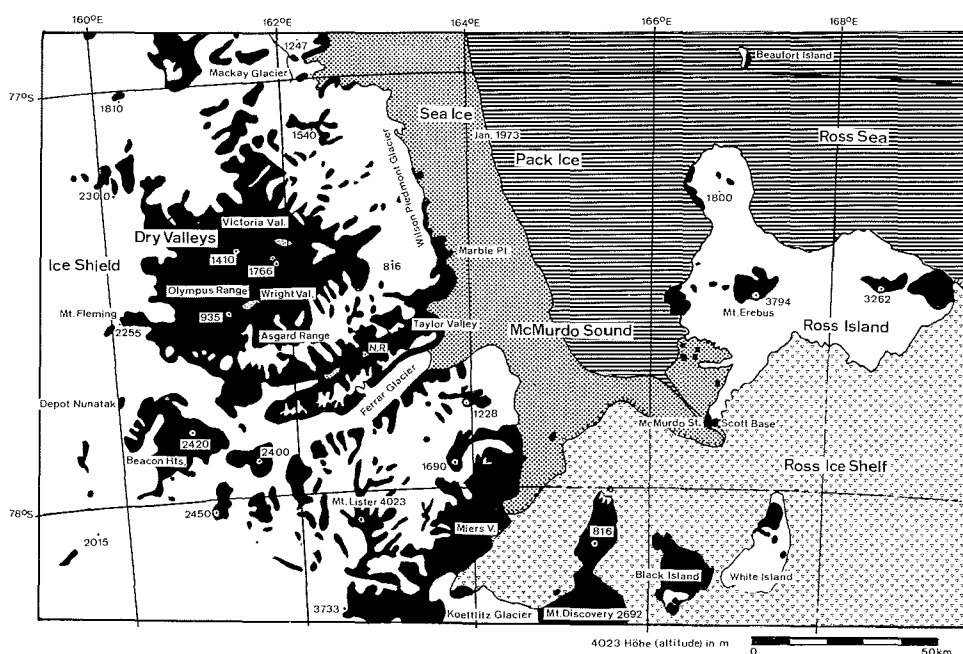 160°E
162°E
164°E
166°E
168°E
1247
Mackay Glacier
Beaufort Island
77°S
1810
Sea Ice
1540
Jan. 1973
Ross Sea
Pack Ice
Wilson Piedmont Glacier
2300
1800
Victoria Val.
Dry Valleys
Marble Pt.
1410
Ice Shield
1766
816
Olympus Range
Wright Val.
3794
3262
Mt. Fleming
935
Mt. Erebus
2255
Taylor Valley
McMurdo Sound
Ross Island
Asgard Range
N.R.
Ferrar Glacier
Depot Nunatak
1228
McMurdo St.
Scott Base
2420
2400
Beacon Hts.
1690
Ross Ice Shelf
Mt. Lister 4023
78°S
2450
Miers V.
2015
816
Black Island
White Island
3733
Koettlitz Glacier
Mt. Discovery 2692
4023 Höhe (altitude) in m
0
50km